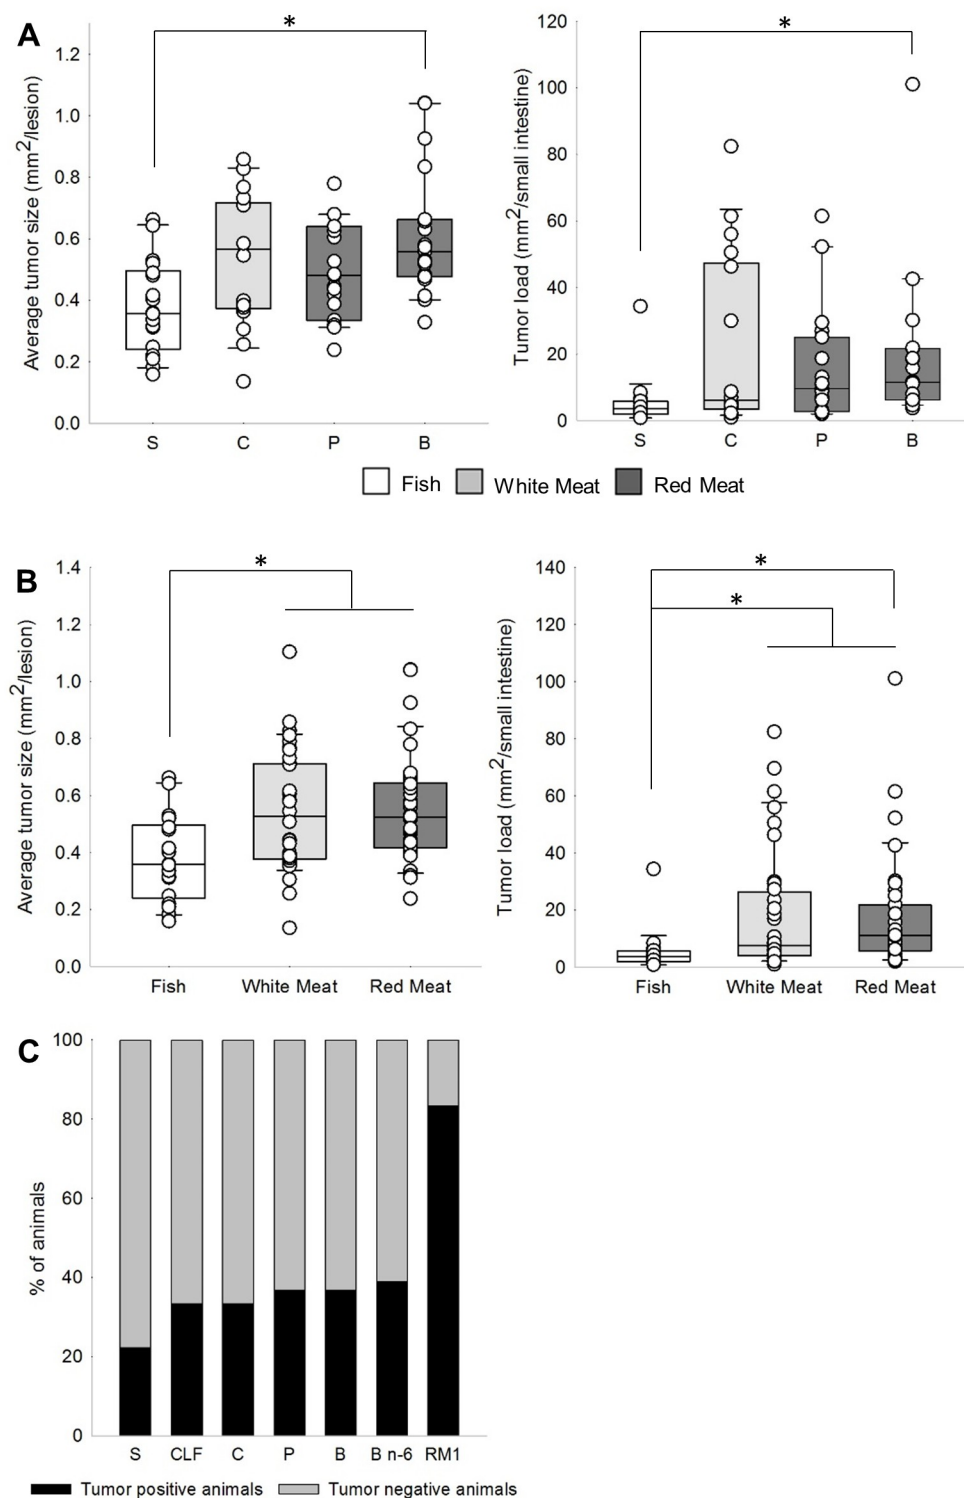 A
*
*
Average tumor size (mm2/lesion)
1.2
1.0
0.8
0.6
0.4
0.2
0.0
S C P B
Tumor load (mm2/small intestine)
120
100
80
60
40
20
0
S C P B
Fish White Meat Red Meat
B
*
*
*
Average tumor size (mm2/lesion)
1.4
1.2
1.0
0.8
0.6
0.4
0.2
0.0
Fish White Meat Red Meat
Tumor load (mm2/small intestine)
140
120
100
80
60
40
20
0
Fish White Meat Red Meat
C
% of animals
100
80
60
40
20
0
S CLF C P B B n-6 RM1
Tumor positive animals Tumor negative animals